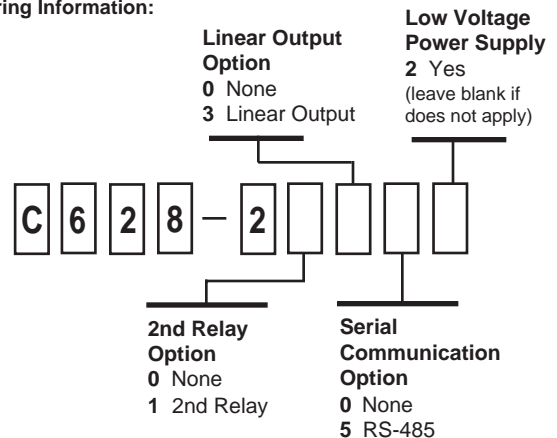 ring Information:
Linear Output
Option
0 None
3 Linear Output
Low Voltage
Power Supply
2 Yes
(leave blank if
does not apply)
C 6 2 8 – 2
2nd Relay
Option
0 None
1 2nd Relay
Serial
Communication
Option
0 None
5 RS-485